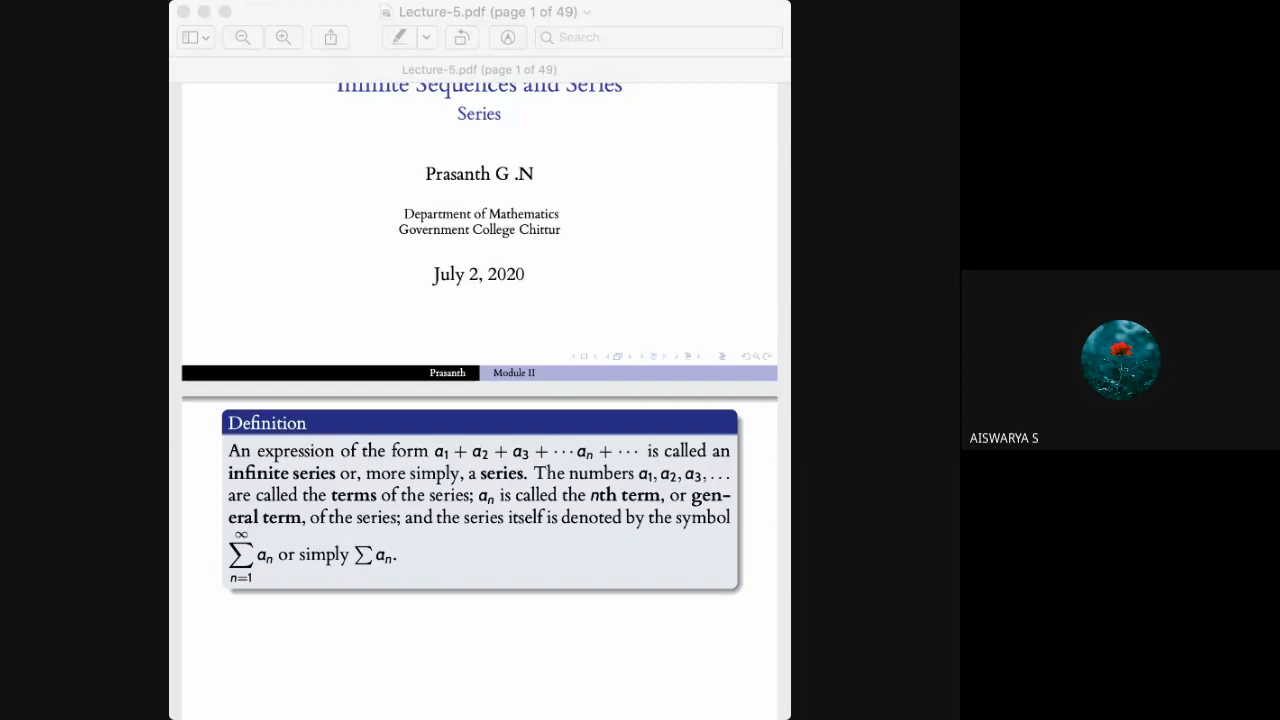 Lecture-5.pdf (page 1 of 49)
Search
Lecture-5.pdf (page 1 of 49)
Infinite Sequences and Series
Series
Prasanth G .N
Department of Mathematics
Government College Chittur
July 2, 2020
Prasanth Module II
Definition
An expression of the form a₁ + a₂ + a₃ + ⋯ aₙ + ⋯ is called an
infinite series or, more simply, a series. The numbers a₁, a₂, a₃, …
are called the terms of the series; aₙ is called the nth term, or gen-
eral term, of the series; and the series itself is denoted by the symbol
∞
∑ aₙ or simply ∑ aₙ.
n=1
AISWARYA S